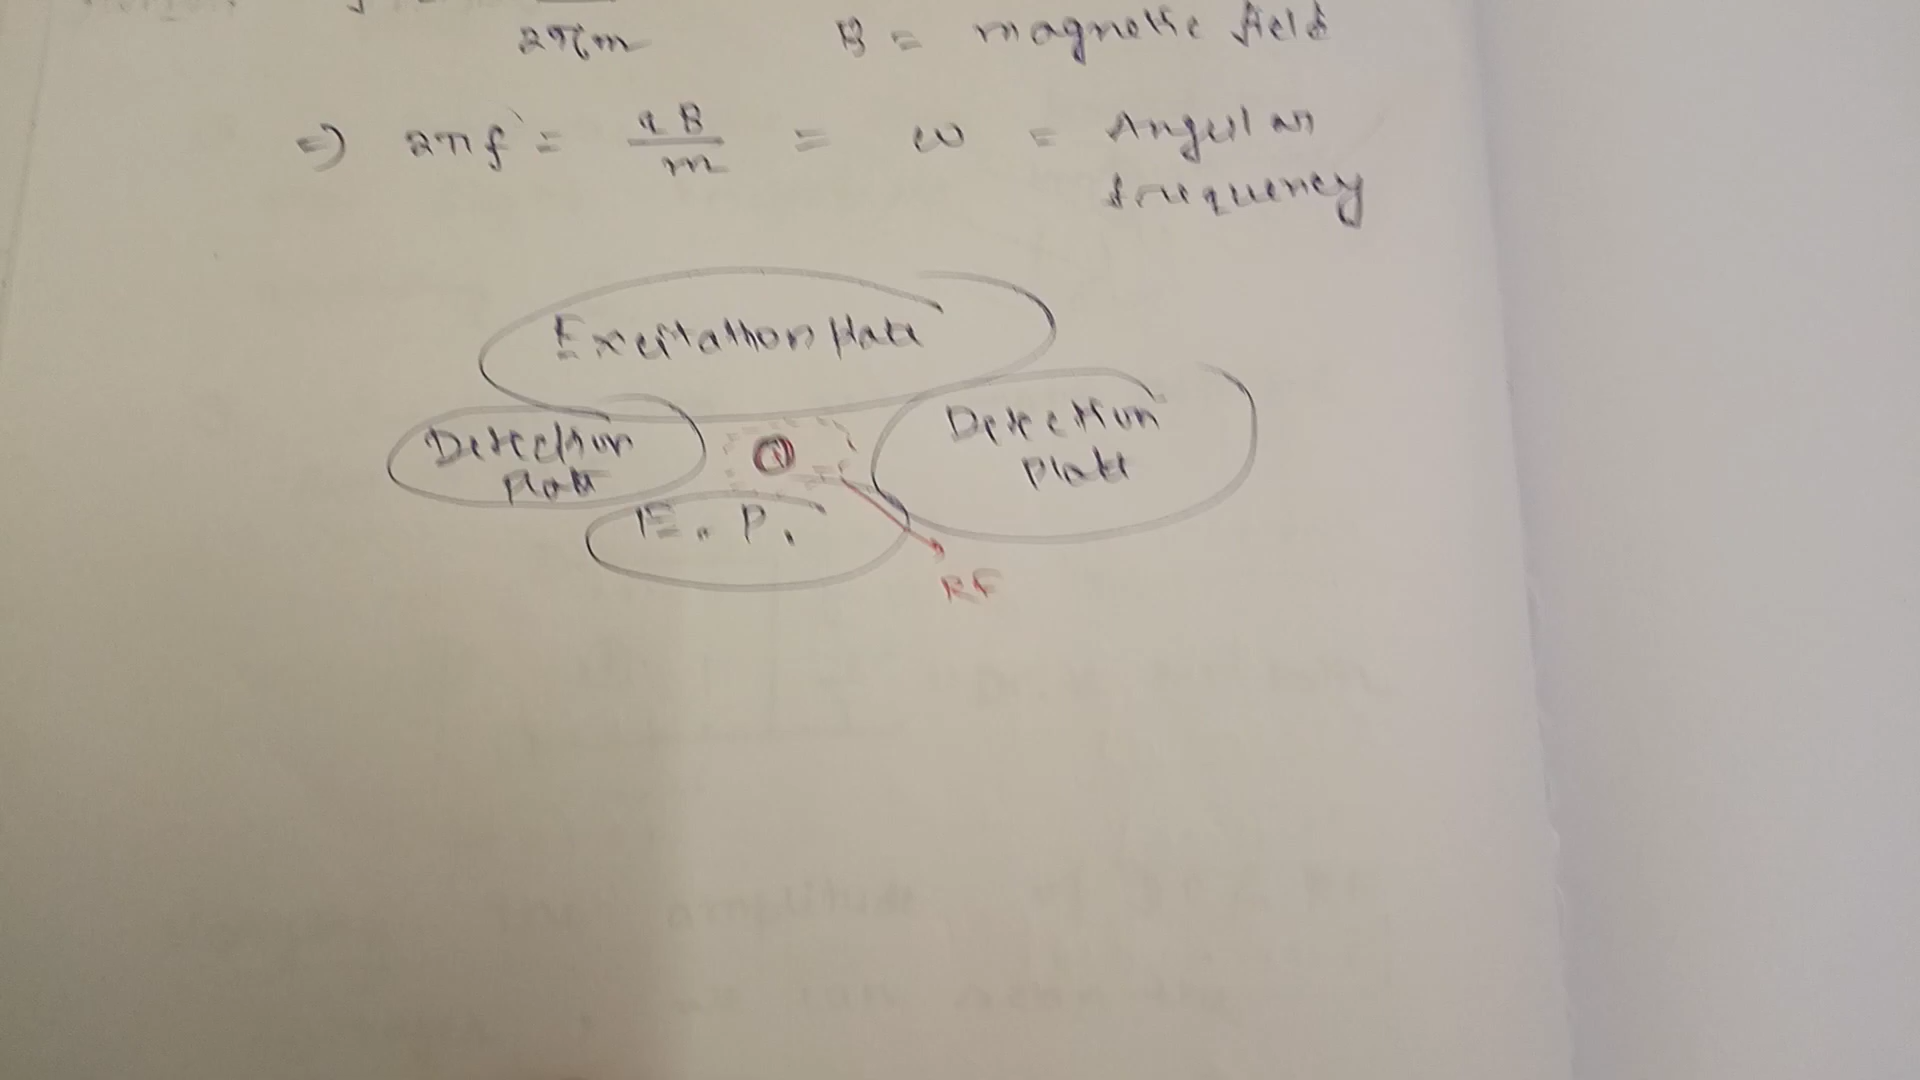 2πm B = magnetic field
=> 2πf = qB/m = ω = Angular
frequency
Excitation plate
Detection
plate
Detection
plate
E. P.
RF